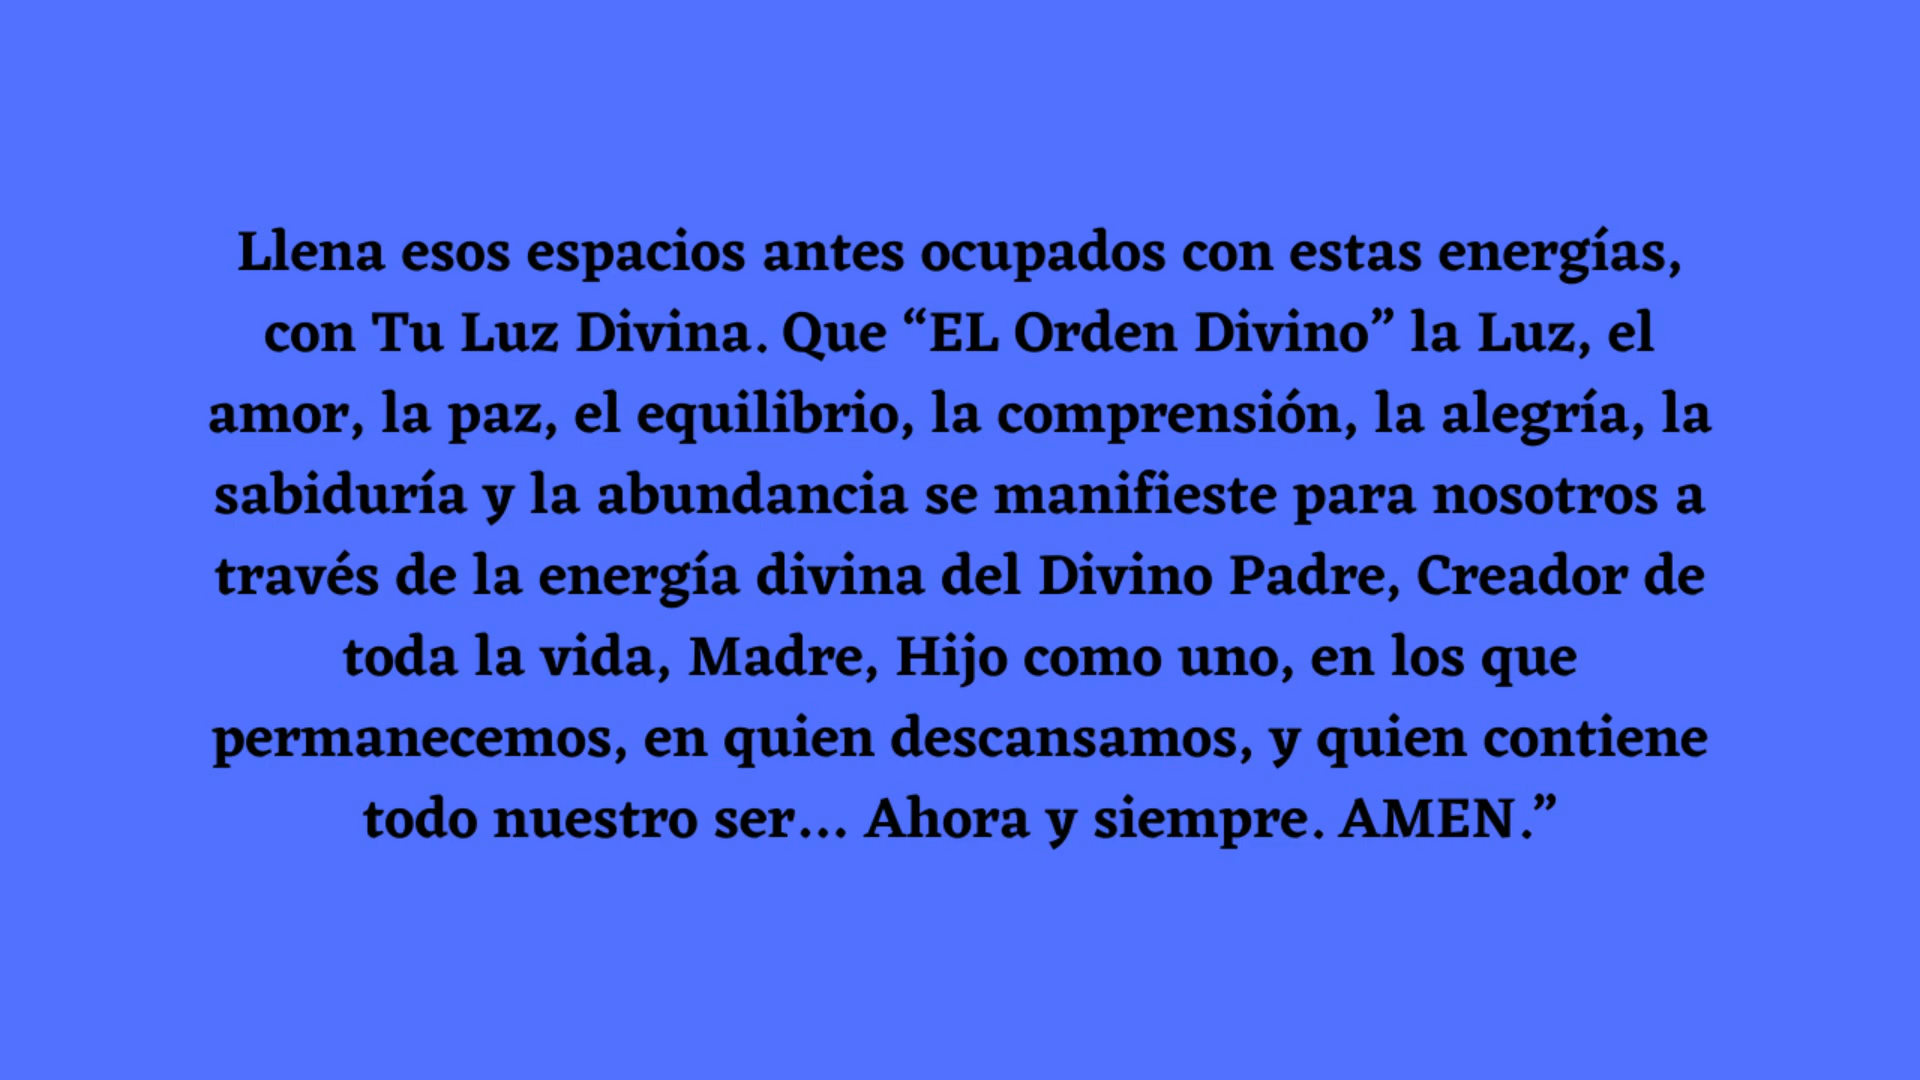 Llena esos espacios antes ocupados con estas energías,
con Tu Luz Divina. Que “EL Orden Divino” la Luz, el
amor, la paz, el equilibrio, la comprensión, la alegría, la
sabiduría y la abundancia se manifieste para nosotros a
través de la energía divina del Divino Padre, Creador de
toda la vida, Madre, Hijo como uno, en los que
permanecemos, en quien descansamos, y quien contiene
todo nuestro ser... Ahora y siempre. AMEN.”